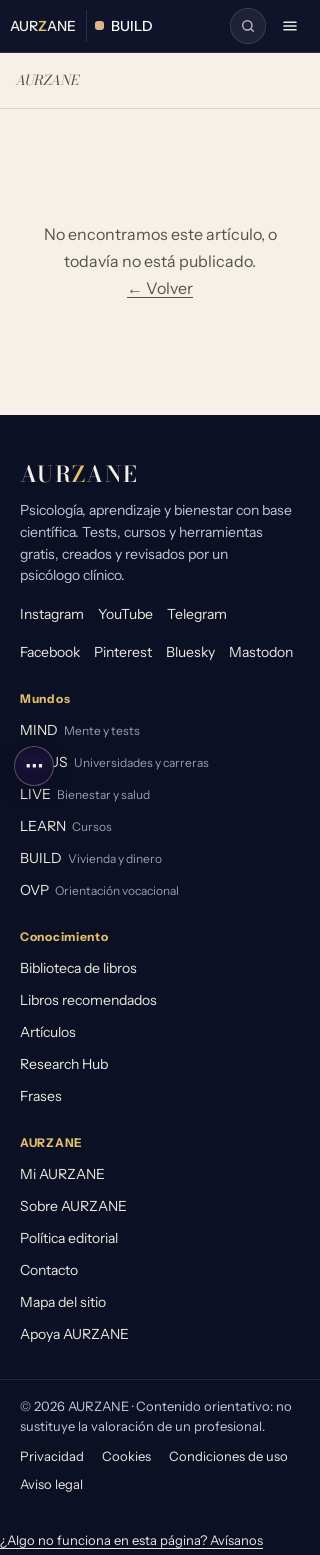 AURZANE BUILD
AURZANE
No encontramos este artículo, o
todavía no está publicado.
← Volver
AURZANE
Psicología, aprendizaje y bienestar con base
científica. Tests, cursos y herramientas
gratis, creados y revisados por un
psicólogo clínico.
Instagram YouTube Telegram
Facebook Pinterest Bluesky Mastodon
Mundos
MIND Mente y tests
US Universidades y carreras
LIVE Bienestar y salud
LEARN Cursos
BUILD Vivienda y dinero
OVP Orientación vocacional
Conocimiento
Biblioteca de libros
Libros recomendados
Artículos
Research Hub
Frases
AURZANE
Mi AURZANE
Sobre AURZANE
Política editorial
Contacto
Mapa del sitio
Apoya AURZANE
© 2026 AURZANE · Contenido orientativo: no
sustituye la valoración de un profesional.
Privacidad Cookies Condiciones de uso
Aviso legal
¿Algo no funciona en esta página? Avísanos